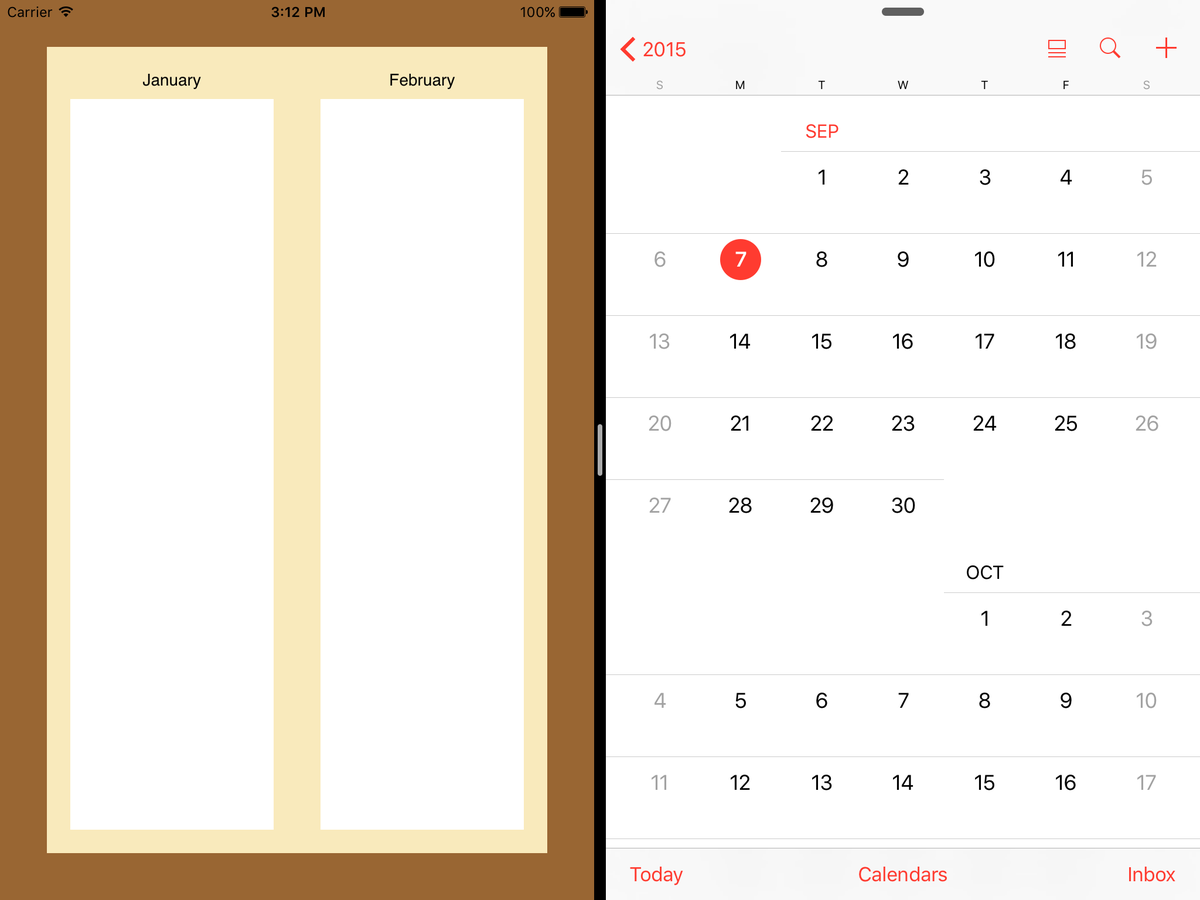 Carrier 3:12 PM 100%
January February
2015
S M T W T F S
SEP
1 2 3 4 5
6 7 8 9 10 11 12
13 14 15 16 17 18 19
20 21 22 23 24 25 26
27 28 29 30
OCT
1 2 3
4 5 6 7 8 9 10
11 12 13 14 15 16 17
Today Calendars Inbox